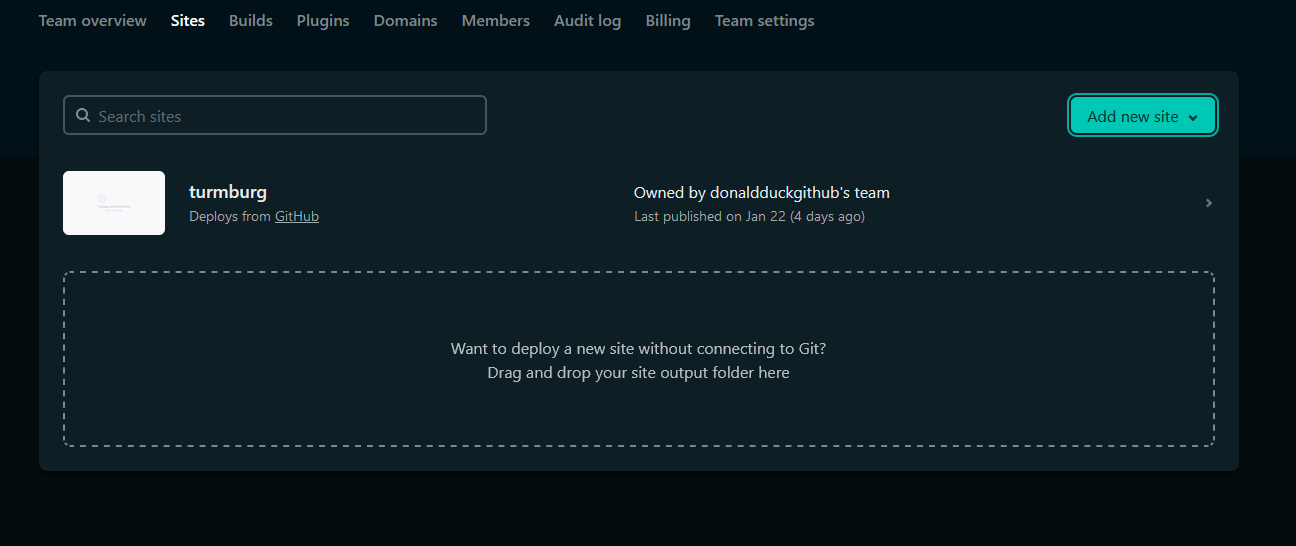 Team overview Sites Builds Plugins Domains Members Audit log Billing Team settings
Search sites
Add new site
turmburg
Owned by donaldduckgithub's team
Deploys from GitHub
Last published on Jan 22 (4 days ago)
Want to deploy a new site without connecting to Git?
Drag and drop your site output folder here